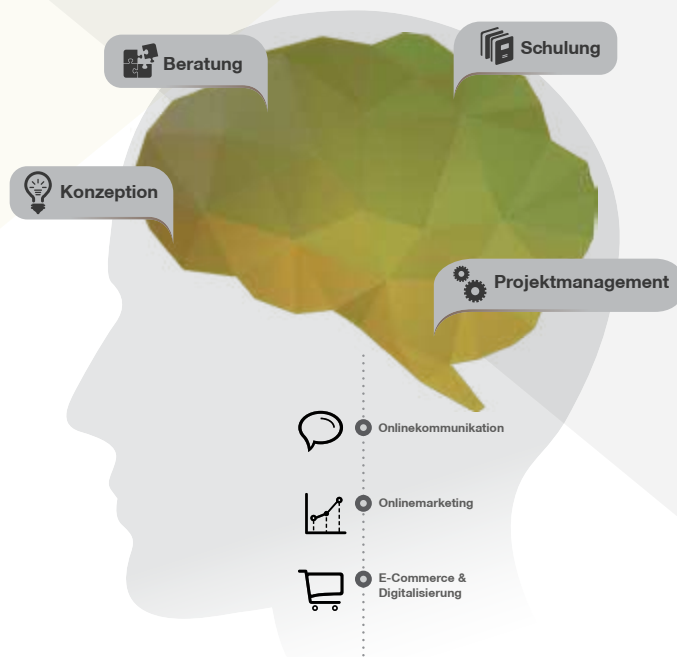 Beratung
Schulung
Konzeption
Projektmanagement
Onlinekommunikation
Onlinemarketing
E-Commerce &
Digitalisierung